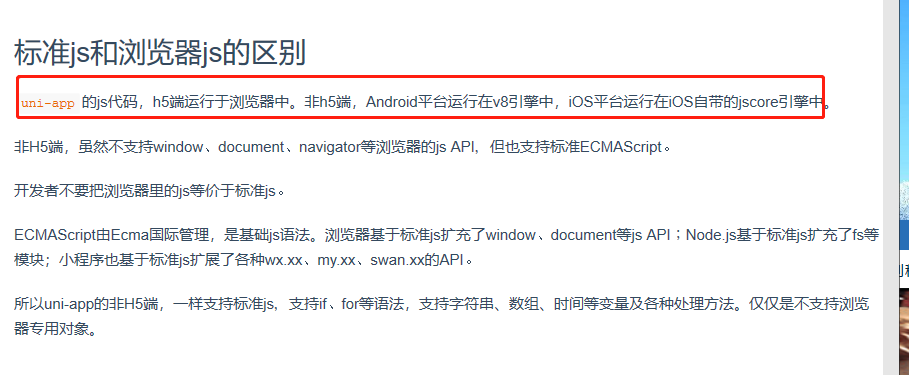 标准js和浏览器js的区别
uni-app 的js代码，h5端运行于浏览器中。非h5端，Android平台运行在v8引擎中，iOS平台运行在iOS自带的jscore引擎中。
非H5端，虽然不支持window、document、navigator等浏览器的js API，但也支持标准ECMAScript。
开发者不要把浏览器里的js等价于标准js。
ECMAScript由Ecma国际管理，是基础js语法。浏览器基于标准js扩充了window、document等js API；Node.js基于标准js扩充了fs等
模块；小程序也基于标准js扩展了各种wx.xx、my.xx、swan.xx的API。
所以uni-app的非H5端，一样支持标准js，支持if、for等语法，支持字符串、数组、时间等变量及各种处理方法。仅仅是不支持浏览
器专用对象。